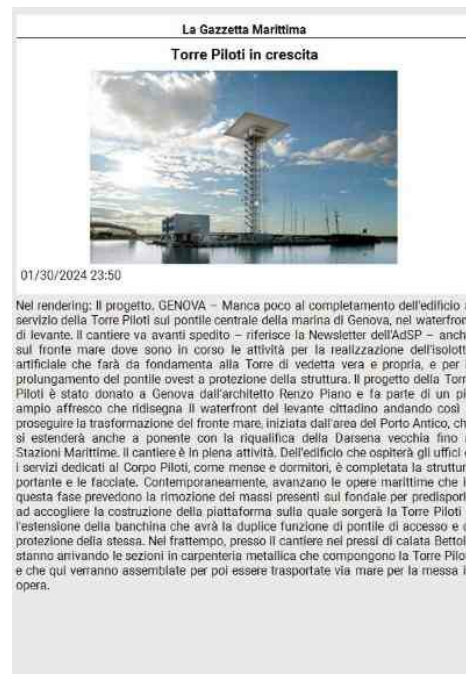 La Gazzetta Marittima
Torre Piloti in crescita
01/30/2024 23:50
Nel rendering: Il progetto. GENOVA – Manca poco al completamento dell'edificio a
servizio della Torre Piloti sul pontile centrale della marina di Genova, nel waterfron
di levante. Il cantiere va avanti spedito – riferisce la Newsletter dell'AdSP – anch
sul fronte mare dove sono in corso le attività per la realizzazione dell'isolott
artificiale che farà da fondamenta alla Torre di vedetta vera e propria, e per i
prolungamento del pontile ovest a protezione della struttura. Il progetto della Torr
Piloti è stato donato a Genova dall'architetto Renzo Piano e fa parte di un pi
ampio affresco che ridisegna il waterfront del levante cittadino andando così
proseguire la trasformazione del fronte mare, iniziata dall'area del Porto Antico, ch
si estenderà anche a ponente con la riqualifica della Darsena vecchia fino a
Stazioni Marittime. Il cantiere è in piena attività. Dell'edificio che ospiterà gli uffici e
i servizi dedicati al Corpo Piloti, come mense e dormitori, è completata la struttur
portante e le facciate. Contemporaneamente, avanzano le opere marittime che i
questa fase prevedono la rimozione dei massi presenti sul fondale per predisporl
ad accogliere la costruzione della piattaforma sulla quale sorgerà la Torre Piloti
l'estensione della banchina che avrà la duplice funzione di pontile di accesso e d
protezione della stessa. Nel frattempo, presso il cantiere nei pressi di calata Bettol
stanno arrivando le sezioni in carpenteria metallica che compongono la Torre Pilo
e che qui verranno assemblate per poi essere trasportate via mare per la messa i
opera.